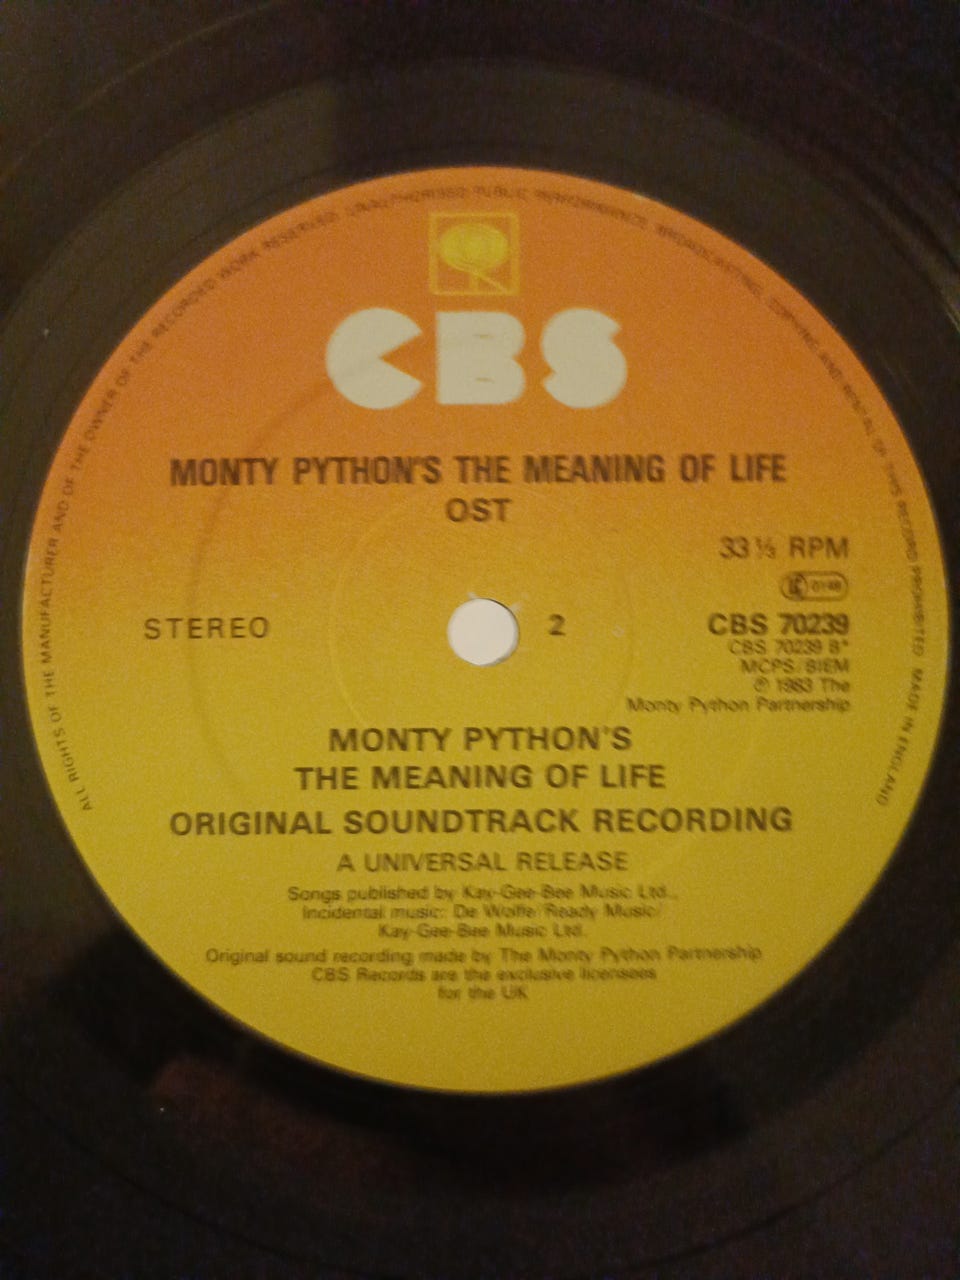 ALL RIGHTS OF THE MANUFACTURER AND OF THE OWNER OF THE RECORDED WORK RESERVED. UNAUTHORISED PUBLIC PERFORMANCE, BROADCASTING, COPYING AND RENTAL OF THIS RECORD PROHIBITED. MADE IN ENGLAND
CBS
MONTY PYTHON'S THE MEANING OF LIFE
OST
33⅓ RPM
LC 0149
STEREO
2
CBS 70239
CBS 70239 B*
MCPS/BIEM
℗ 1983 The
Monty Python Partnership
MONTY PYTHON'S
THE MEANING OF LIFE
ORIGINAL SOUNDTRACK RECORDING
A UNIVERSAL RELEASE
Songs published by Kay-Gee-Bee Music Ltd.,
Incidental music: De Wolfe/Ready Music/
Kay-Gee-Bee Music Ltd.
Original sound recording made by The Monty Python Partnership
CBS Records are the exclusive licensees
for the UK